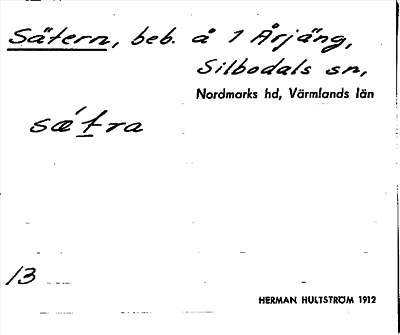 Sätern, beb. å 1 Årjäng,
Silbodals sn,
Nordmarks hd, Värmlands län
sǽtra
13
HERMAN HULTSTRÖM 1912